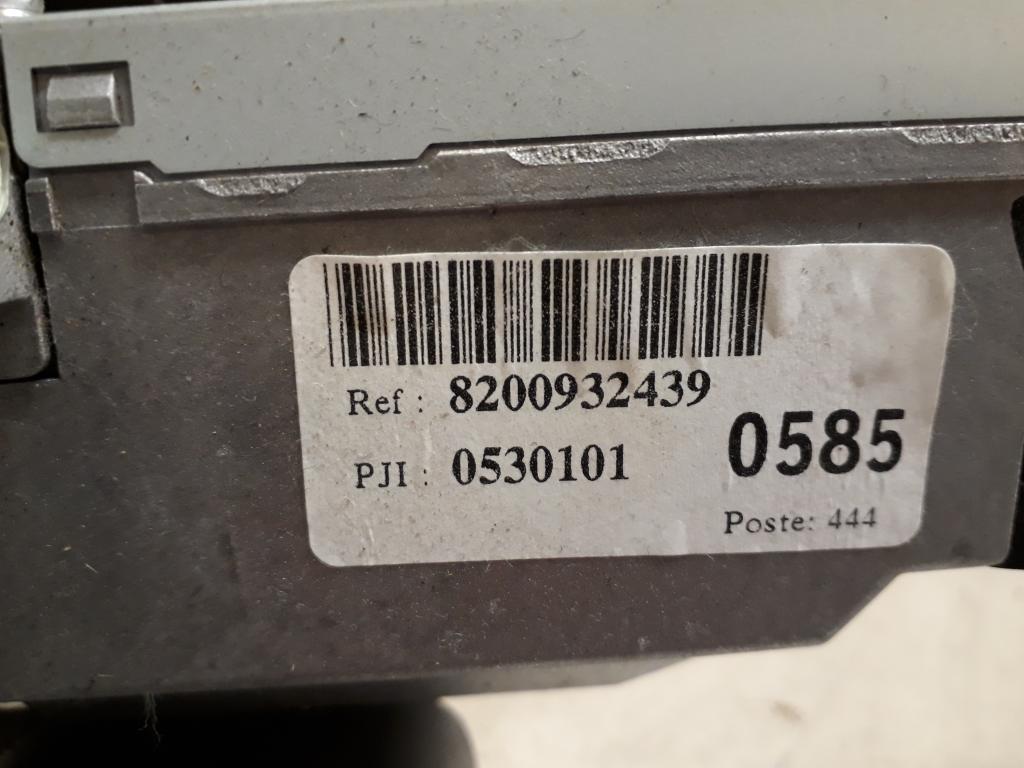 Ref : 8200932439
PJI : 0530101
0585
Poste: 444